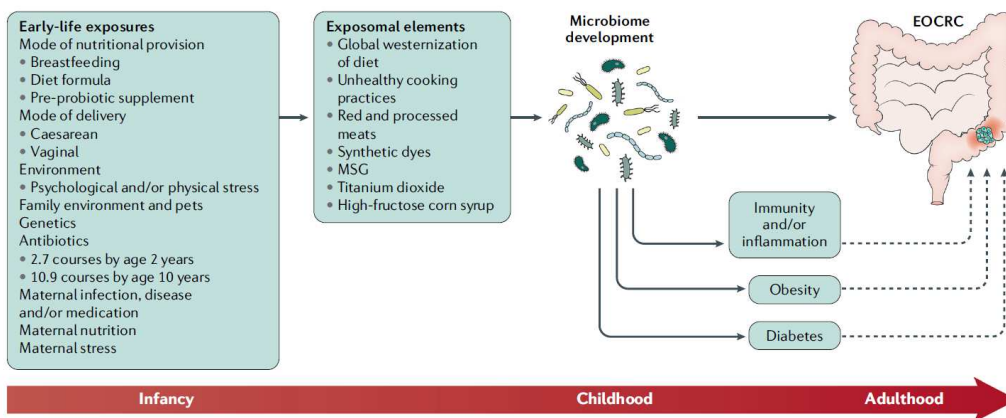 Early-life exposures
Mode of nutritional provision
• Breastfeeding
• Diet formula
• Pre-probiotic supplement
Mode of delivery
• Caesarean
• Vaginal
Environment
• Psychological and/or physical stress
Family environment and pets
Genetics
Antibiotics
• 2.7 courses by age 2 years
• 10.9 courses by age 10 years
Maternal infection, disease
and/or medication
Maternal nutrition
Maternal stress
Exposomal elements
• Global westernization
of diet
• Unhealthy cooking
practices
• Red and processed
meats
• Synthetic dyes
• MSG
• Titanium dioxide
• High-fructose corn syrup
Microbiome
development
EOCRC
Immunity
and/or
inflammation
Obesity
Diabetes
Infancy
Childhood
Adulthood